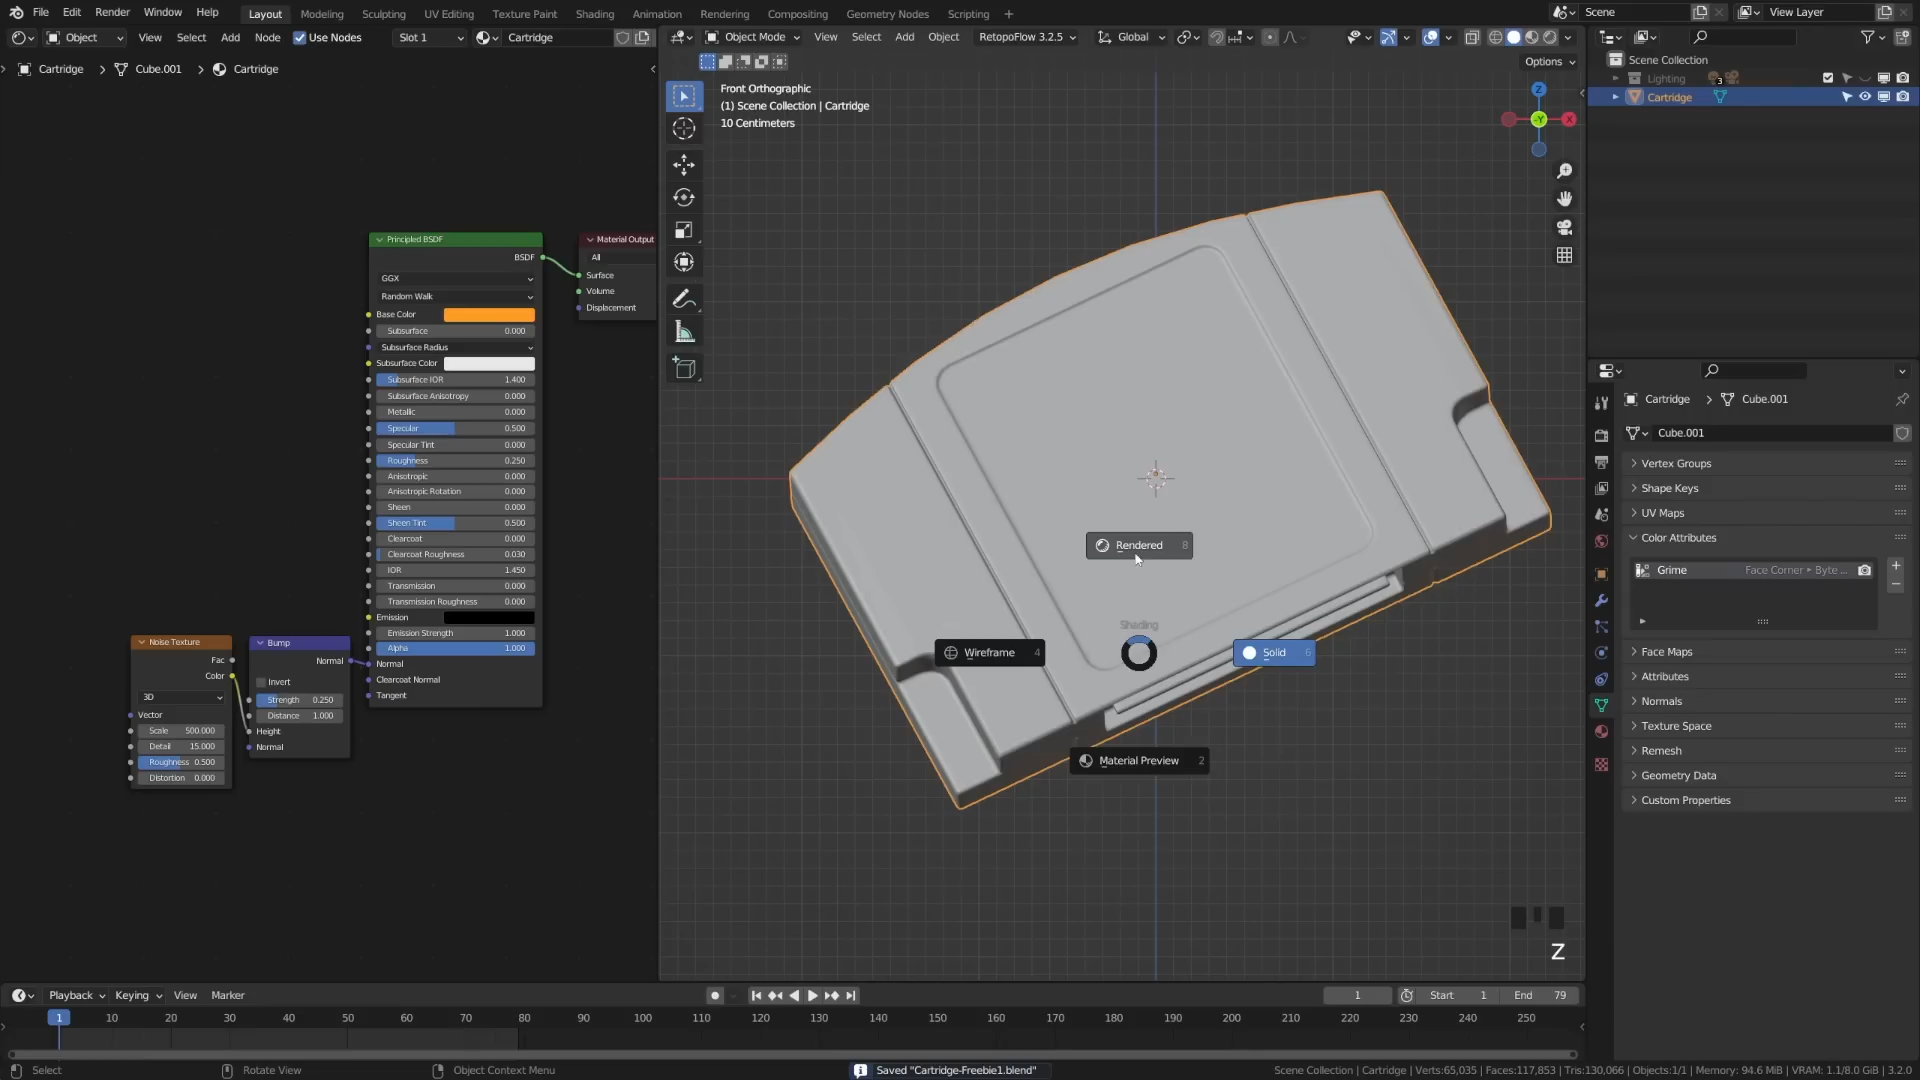 File Edit Render Window Help Layout Modeling Sculpting UV Editing Texture Paint Shading Animation Rendering Compositing Geometry Nodes Scripting Scene View Layer
Object View Select Add Node Use Nodes Slot 1 Cartridge
Cartridge Cube.001 Cartridge
Principled BSDF
BSDF
GGX
Random Walk
Base Color
Subsurface 0.000
Subsurface Radius
Subsurface Color
Subsurface IOR 1.400
Subsurface Anisotropy 0.000
Metallic 0.000
Specular 0.500
Specular Tint 0.000
Roughness 0.250
Anisotropic 0.000
Anisotropic Rotation 0.000
Sheen 0.000
Sheen Tint 0.500
Clearcoat 0.000
Clearcoat Roughness 0.030
IOR 1.450
Transmission 0.000
Transmission Roughness 0.000
Emission
Emission Strength 1.000
Alpha 1.000
Normal
Clearcoat Normal
Tangent
Material Output
All
Surface
Volume
Displacement
Noise Texture
Fac
Color
3D
Vector
Scale 500.000
Detail 15.000
Roughness 0.500
Distortion 0.000
Bump
Normal
Invert
Strength 0.250
Distance 1.000
Height
Normal
Object Mode View Select Add Object RetopoFlow 3.2.5 Global
Options
Front Orthographic
(1) Scene Collection | Cartridge
10 Centimeters
Z
-Y
X
Rendered 8
Shading
Wireframe 4
Solid 6
Material Preview 2
Z
Scene Collection
Lighting 3
Cartridge
Cartridge Cube.001
Cube.001
Vertex Groups
Shape Keys
UV Maps
Color Attributes
Grime Face Corner ▸ Byte ...
Face Maps
Attributes
Normals
Texture Space
Remesh
Geometry Data
Custom Properties
Playback Keying View Marker 1 Start 1 End 79
1 10 20 30 40 50 60 70 80 90 100 110 120 130 140 150 160 170 180 190 200 210 220 230 240 250
Select Rotate View Object Context Menu Saved "Cartridge-Freebie1.blend" Scene Collection | Cartridge | Verts:65,035 | Faces:117,853 | Tris:130,066 | Objects:1/1 | Memory: 94.6 MiB | VRAM: 1.1/8.0 GiB | 3.2.0